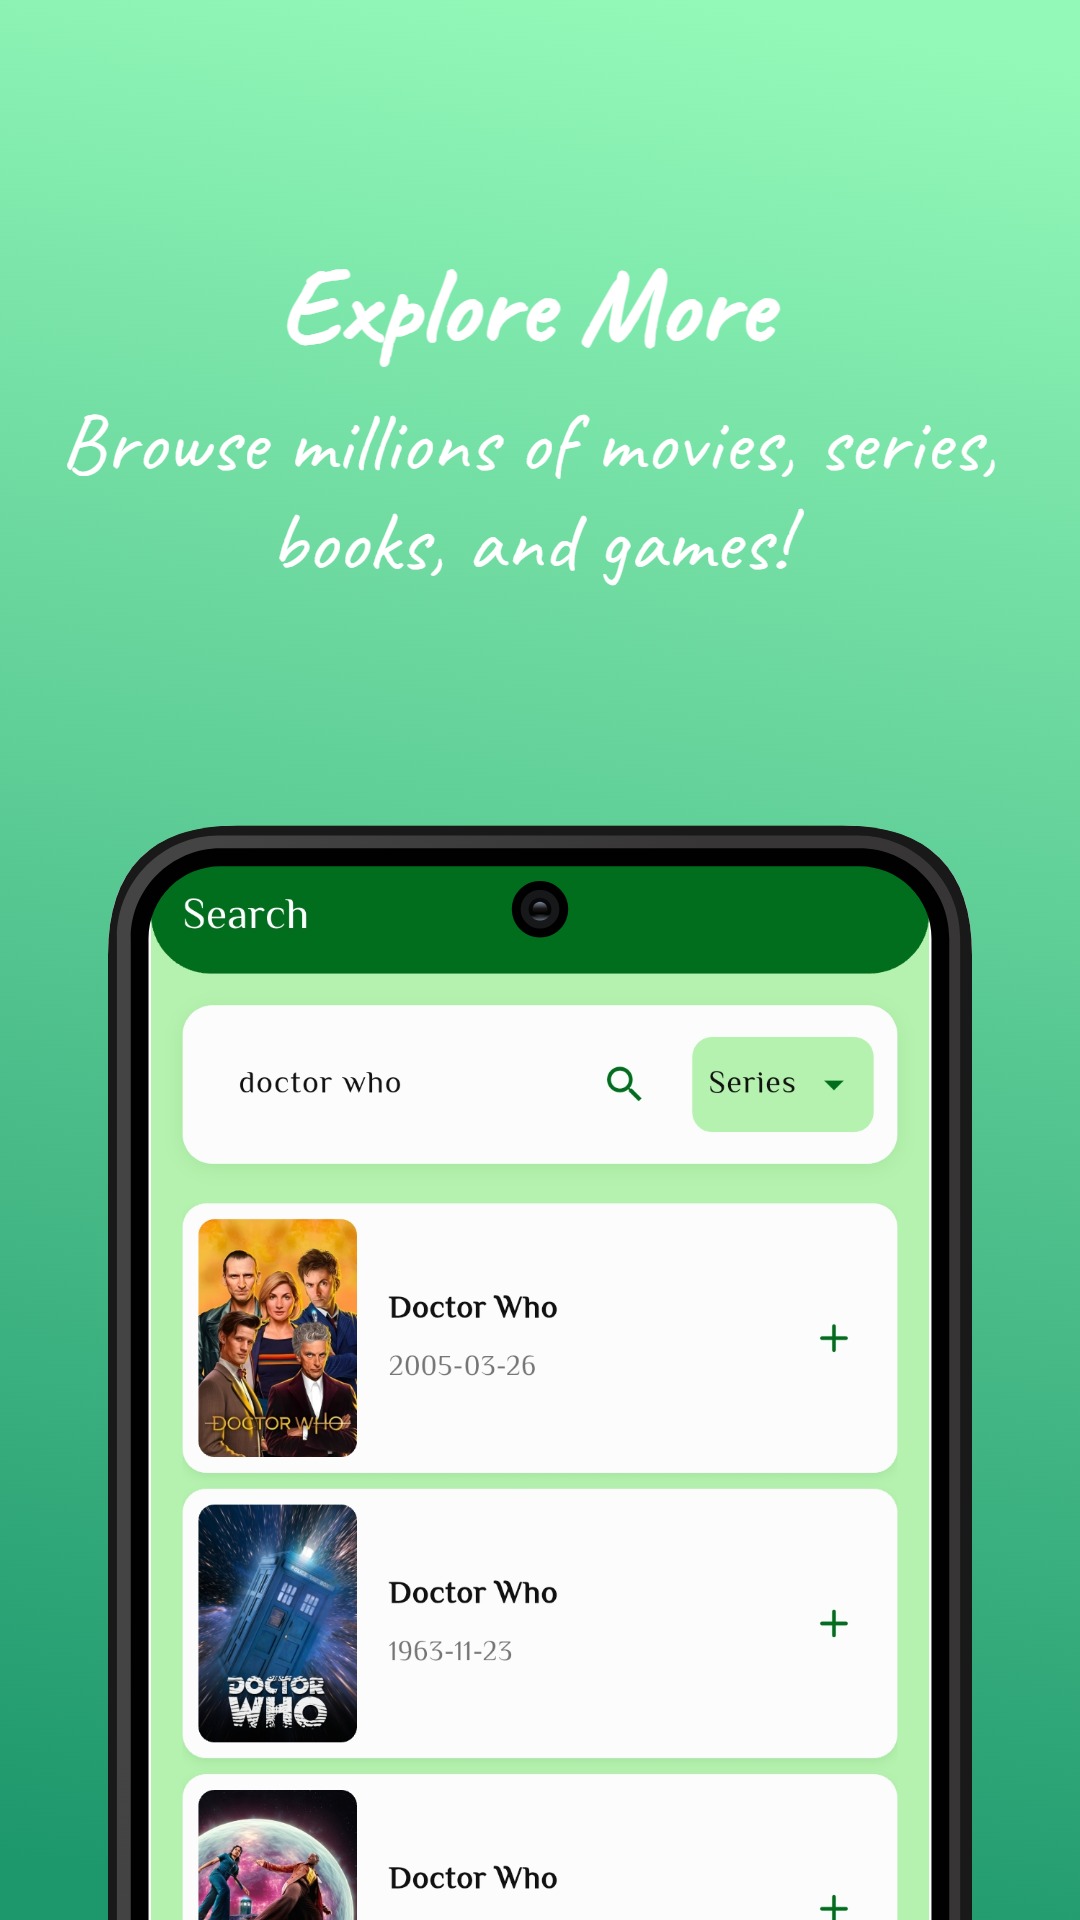 Explore More
Browse millions of movies, series,
books, and games!
Search
doctor who
Series
Doctor Who
2005-03-26
DOCTOR WHO
Doctor Who
1963-11-23
DOCTOR
WHO
Doctor Who